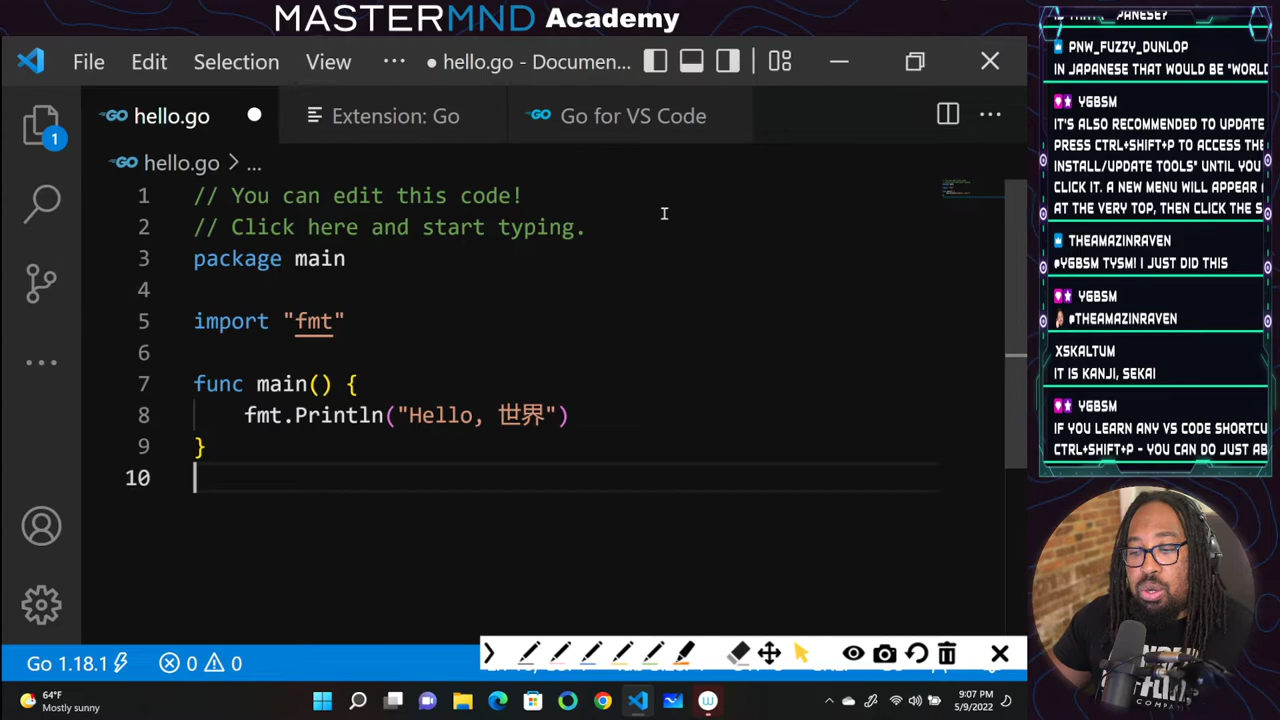 MASTERMND Academy
File Edit Selection View ··· ● hello.go - Documen...
hello.go Extension: Go Go for VS Code
hello.go > ...
1 // You can edit this code!
2 // Click here and start typing.
3 package main
4
5 import "fmt"
6
7 func main() {
8 fmt.Println("Hello, 世界")
9 }
10
1
Go 1.18.1 0 0
64°F
Mostly sunny
9:07 PM
5/9/2022
PNW_FUZZY_DUNLOP
IN JAPANESE THAT WOULD BE "WORL
YGBSM
IT'S ALSO RECOMMENDED TO UPDATE
PRESS CTRL+SHIFT+P TO ACCESS THE
INSTALL/UPDATE TOOLS" UNTIL YOU
CLICK IT. A NEW MENU WILL APPEAR
AT THE VERY TOP, THEN CLICK THE S
THEAMAZINRAVEN
@YGBSM TYSM! I JUST DID THIS
YGBSM
@THEAMAZINRAVEN
XSKALTUM
IT IS KANJI, SEKAI
YGBSM
IF YOU LEARN ANY VS CODE SHORTCU
CTRL+SHIFT+P - YOU CAN DO JUST AB